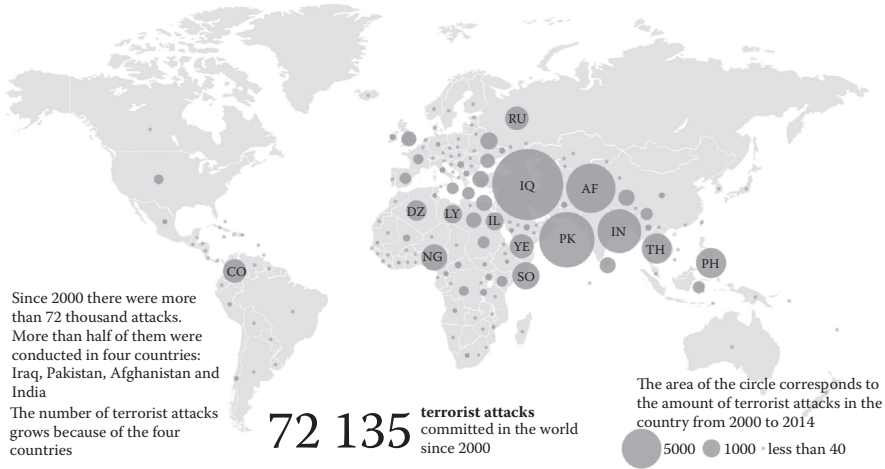 RU
IQ
AF
DZ
LY
IL
IN
PK
NG
YE
TH
PH
CO
SO
Since 2000 there were more
than 72 thousand attacks.
More than half of them were
conducted in four countries:
Iraq, Pakistan, Afghanistan and
India
The number of terrorist attacks
grows because of the four
countries
72 135
terrorist attacks
committed in the world
since 2000
The area of the circle corresponds to
the amount of terrorist attacks in the
country from 2000 to 2014
5000 1000 less than 40